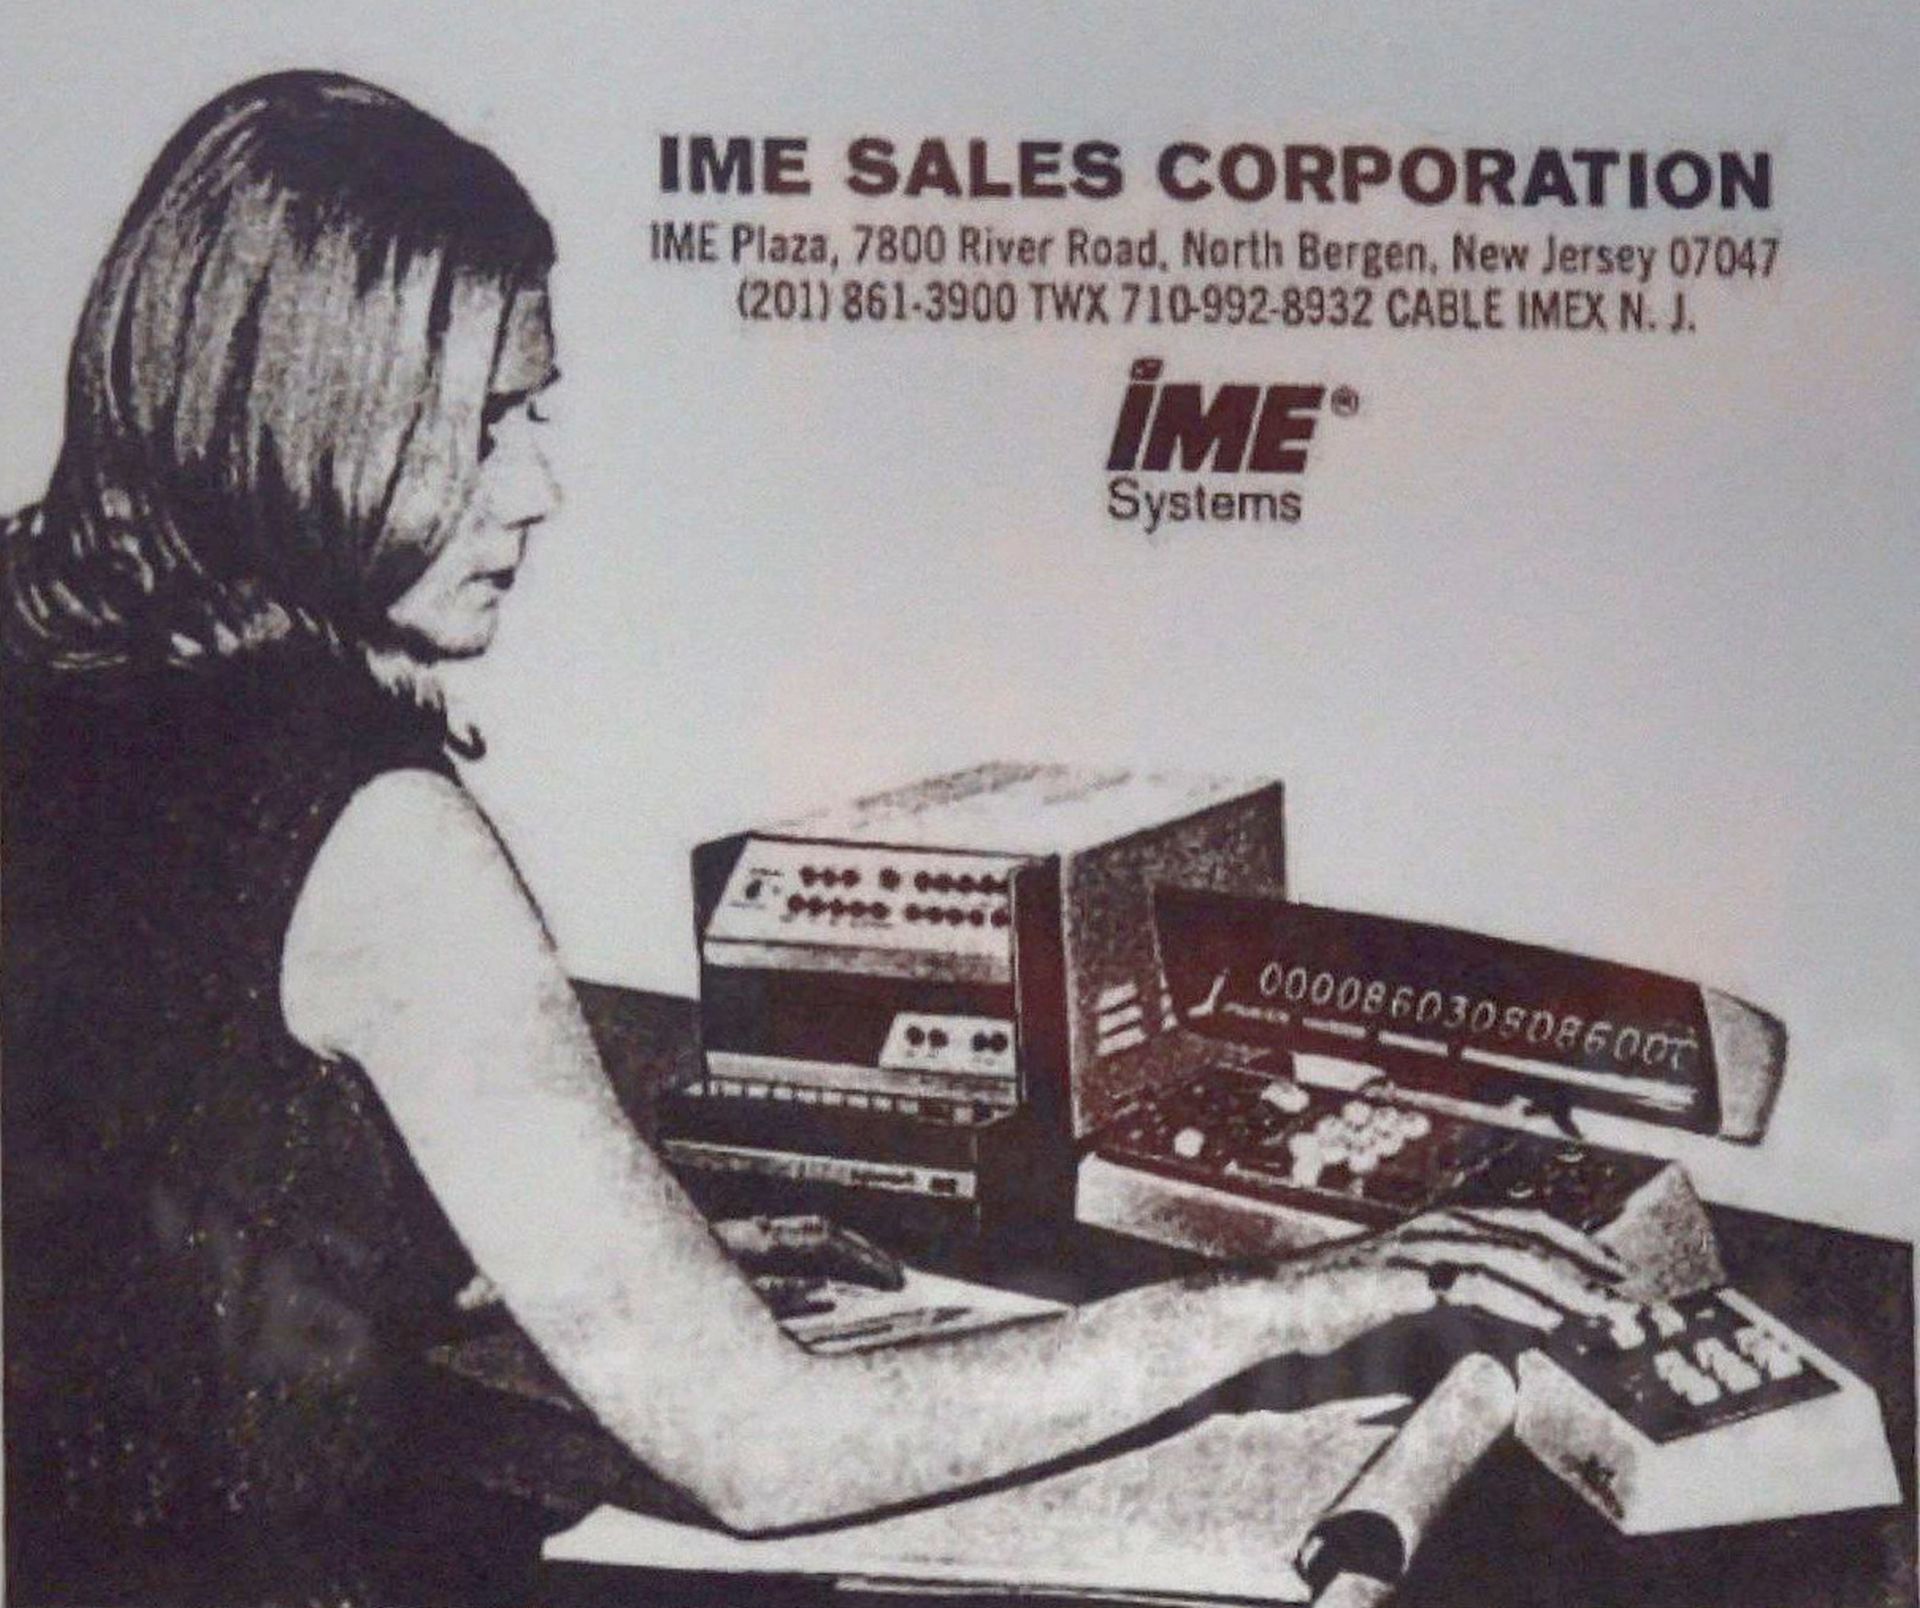 IME SALES CORPORATION
IME Plaza, 7800 River Road, North Bergen, New Jersey 07047
(201) 861-3900 TWX 710-992-8932 CABLE IMEX N. J.
iME®
Systems